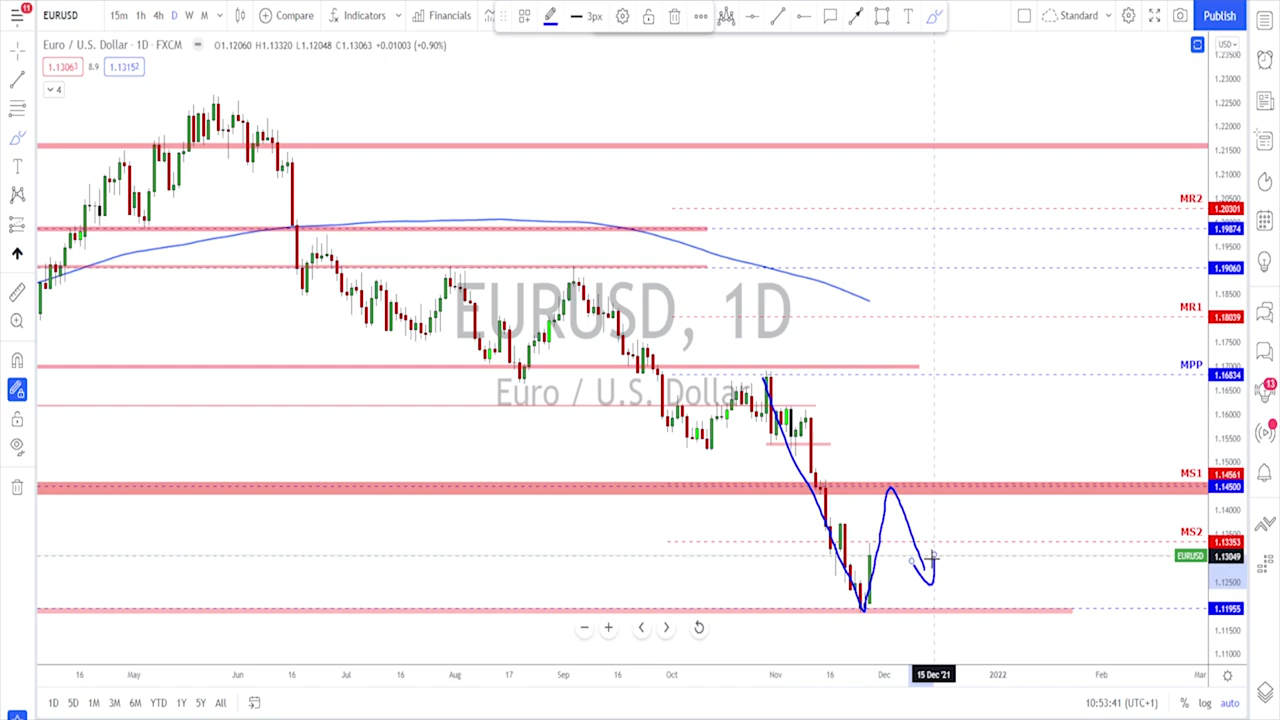 11
EURUSD 15m 1h 4h D W M Compare Indicators Financials 3px Standard Publish
Euro / U.S. Dollar · 1D · FXCM O1.12060 H1.13320 L1.12048 C1.13063 +0.01003 (+0.90%)
USD
1.13063 8.9 1.13152
4
1.23500
1.23000
1.22500
1.22000
1.21500
1.21000
1.20500
MR2 1.20301
1.19874
1.19500
1.19060
1.18500
MR1 1.18039
EURUSD, 1D
1.17500
1.17000
MPP 1.16834
Euro / U.S. Dollar
1.16500
13
1.16000
1.15500
1.15000
MS1 1.14561
1.14500
1.14000
1.13500
MS2 1.13353
EURUSD 1.13049
1.12500
1.11955
1.11500
1.11000
16 May Jun 16 Jul 16 Aug 17 Sep 16 Oct Nov 16 Dec 15 Dec '21 2022 Feb Mar
1D 5D 1M 3M 6M YTD 1Y 5Y All 10:53:41 (UTC+1) % log auto